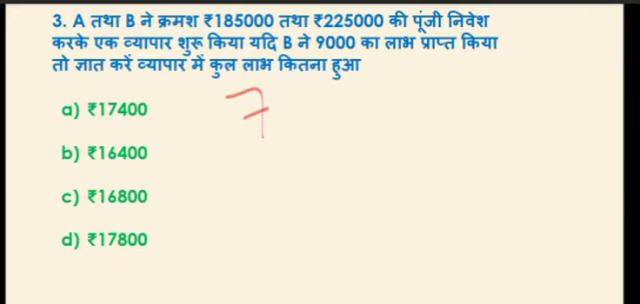 3. A तथा B ने क्रमश ₹185000 तथा ₹225000 की पूंजी निवेश
करके एक व्यापार शुरू किया यदि B ने 9000 का लाभ प्राप्त किया
तो ज्ञात करें व्यापार में कुल लाभ कितना हुआ
a) ₹17400
b) ₹16400
c) ₹16800
d) ₹17800